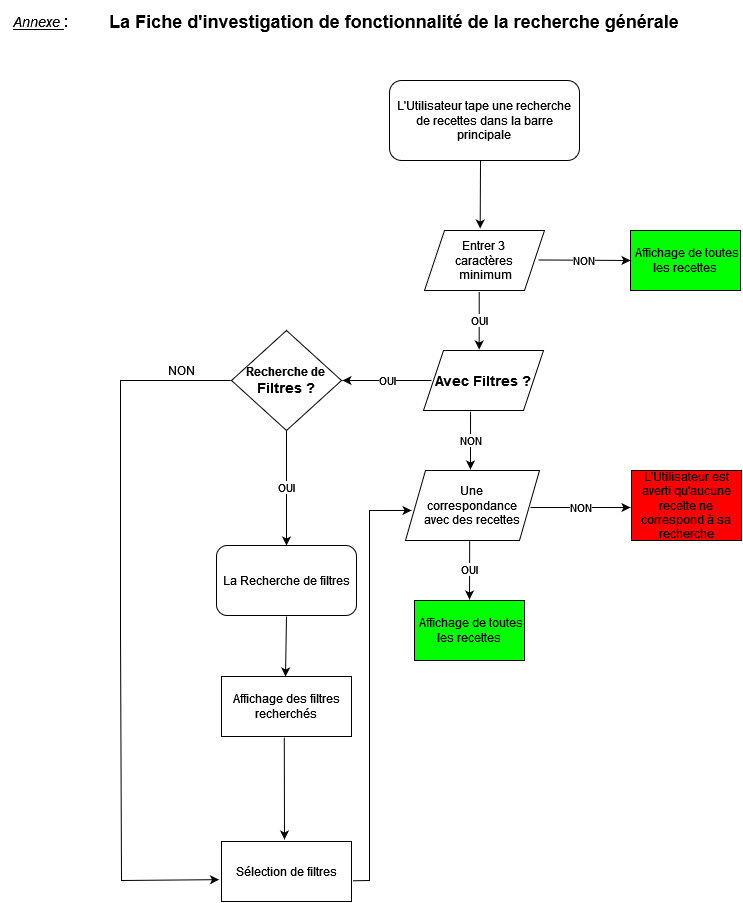 Annexe :
La Fiche d'investigation de fonctionnalité de la recherche générale
L'Utilisateur tape une recherche
de recettes dans la barre
principale
Entrer 3
caractères
minimum
NON
Affichage de toutes
les recettes
OUI
Avec Filtres ?
OUI
Recherche de
Filtres ?
NON
NON
OUI
Une
correspondance
avec des recettes
NON
L'Utilisateur est
averti qu'aucune
recette ne
correspond à sa
recherche
OUI
Affichage de toutes
les recettes
La Recherche de filtres
Affichage des filtres
recherchés
Sélection de filtres